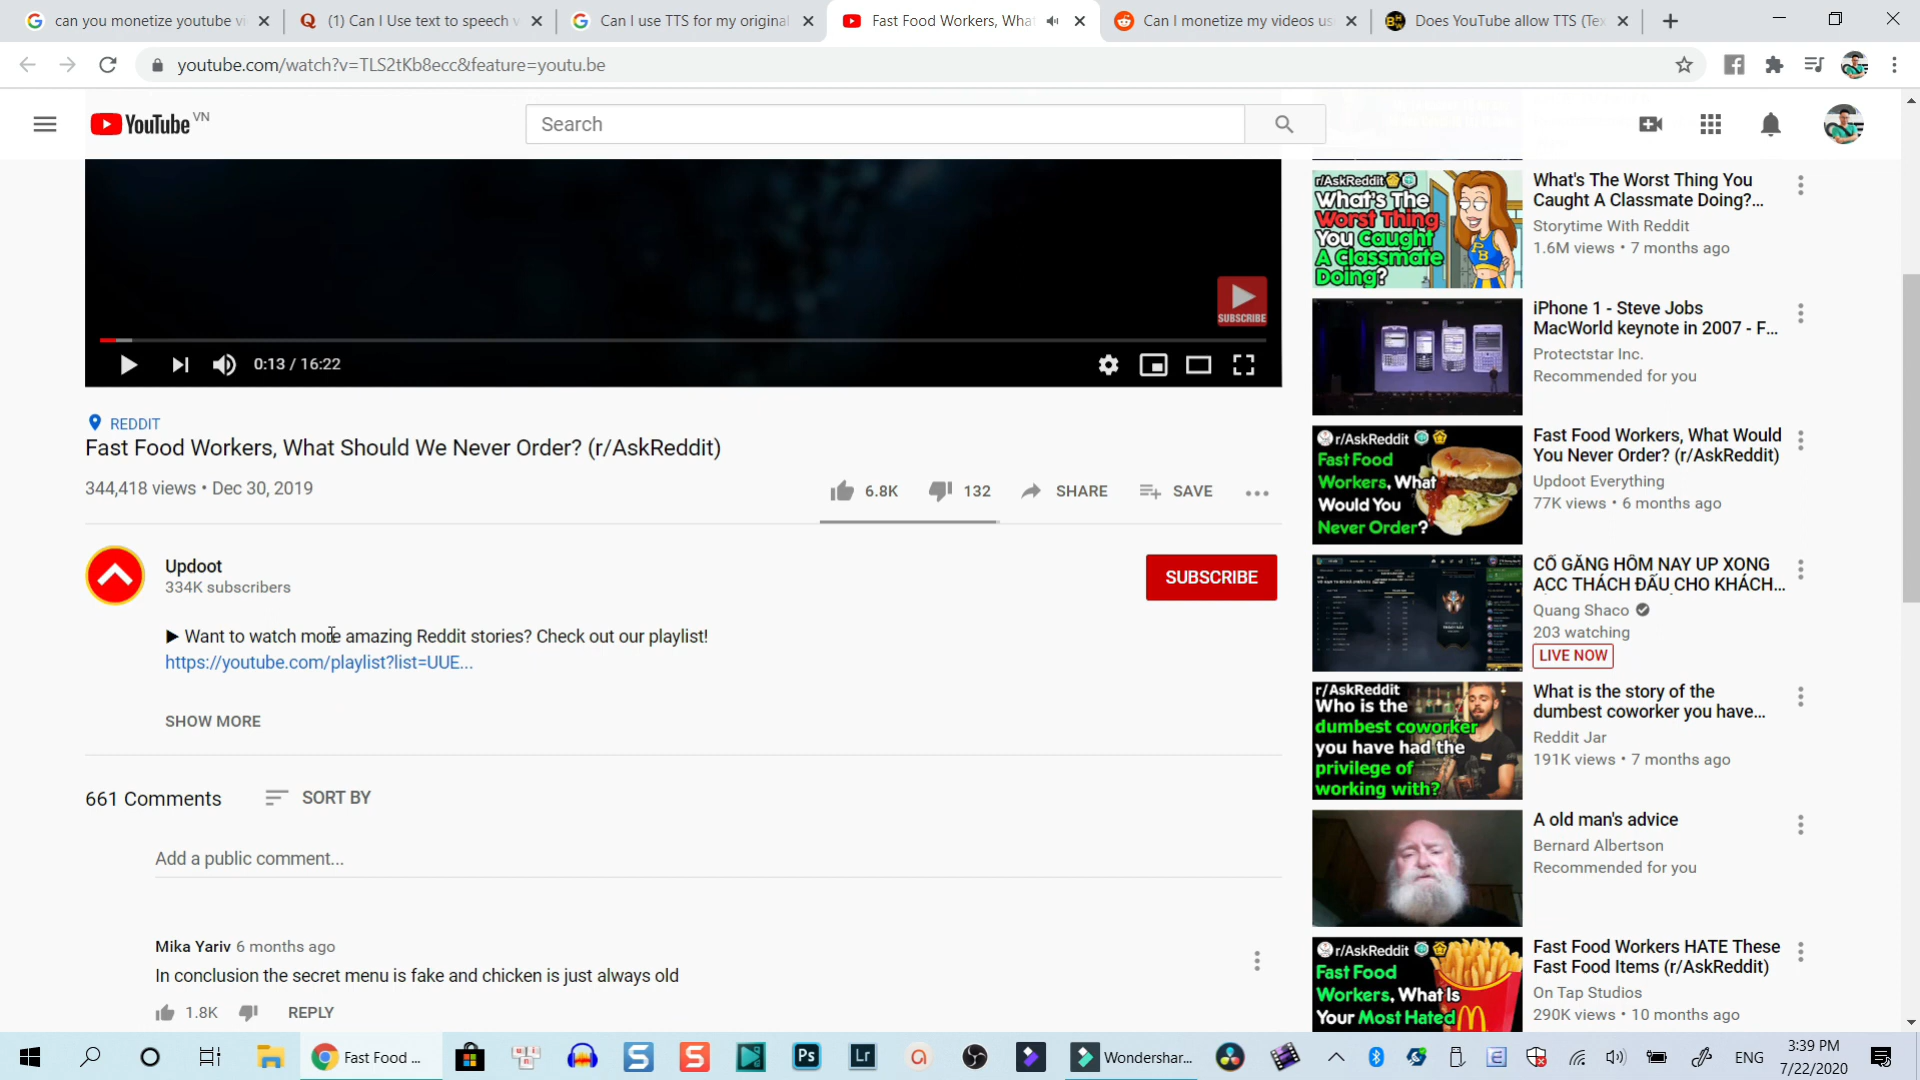 can you monetize youtube vi
(1) Can I Use text to speech v
Can I use TTS for my original
Fast Food Workers, What
Can I monetize my videos us
Does YouTube allow TTS (Tex
youtube.com/watch?v=TLS2tKb8ecc&feature=youtu.be
YouTube VN
Search
SUBSCRIBE
0:13 / 16:22
REDDIT
Fast Food Workers, What Should We Never Order? (r/AskReddit)
344,418 views • Dec 30, 2019
6.8K
132
SHARE
SAVE
Updoot
334K subscribers
SUBSCRIBE
▶ Want to watch more amazing Reddit stories? Check out our playlist!
https://youtube.com/playlist?list=UUE...
SHOW MORE
661 Comments
SORT BY
Add a public comment...
Mika Yariv 6 months ago
In conclusion the secret menu is fake and chicken is just always old
1.8K
REPLY
r/AskReddit
What's The
Worst Thing
You Caught
A Classmate
Doing?
What's The Worst Thing You
Caught A Classmate Doing?...
Storytime With Reddit
1.6M views • 7 months ago
iPhone 1 - Steve Jobs
MacWorld keynote in 2007 - F...
Protectstar Inc.
Recommended for you
r/AskReddit
Fast Food
Workers, What
Would You
Never Order?
Fast Food Workers, What Would
You Never Order? (r/AskReddit)
Updoot Everything
77K views • 6 months ago
CỐ GẮNG HÔM NAY UP XONG
ACC THÁCH ĐẤU CHO KHÁCH...
Quang Shaco
203 watching
LIVE NOW
r/AskReddit
Who is the
dumbest coworker
you have had the
privilege of
working with?
What is the story of the
dumbest coworker you have...
Reddit Jar
191K views • 7 months ago
A old man's advice
Bernard Albertson
Recommended for you
r/AskReddit
Fast Food
Workers, What Is
Your Most Hated
Fast Food Workers HATE These
Fast Food Items (r/AskReddit)
On Tap Studios
290K views • 10 months ago
Fast Food ...
Ps
Lr
Wondershar...
ENG
3:39 PM
7/22/2020